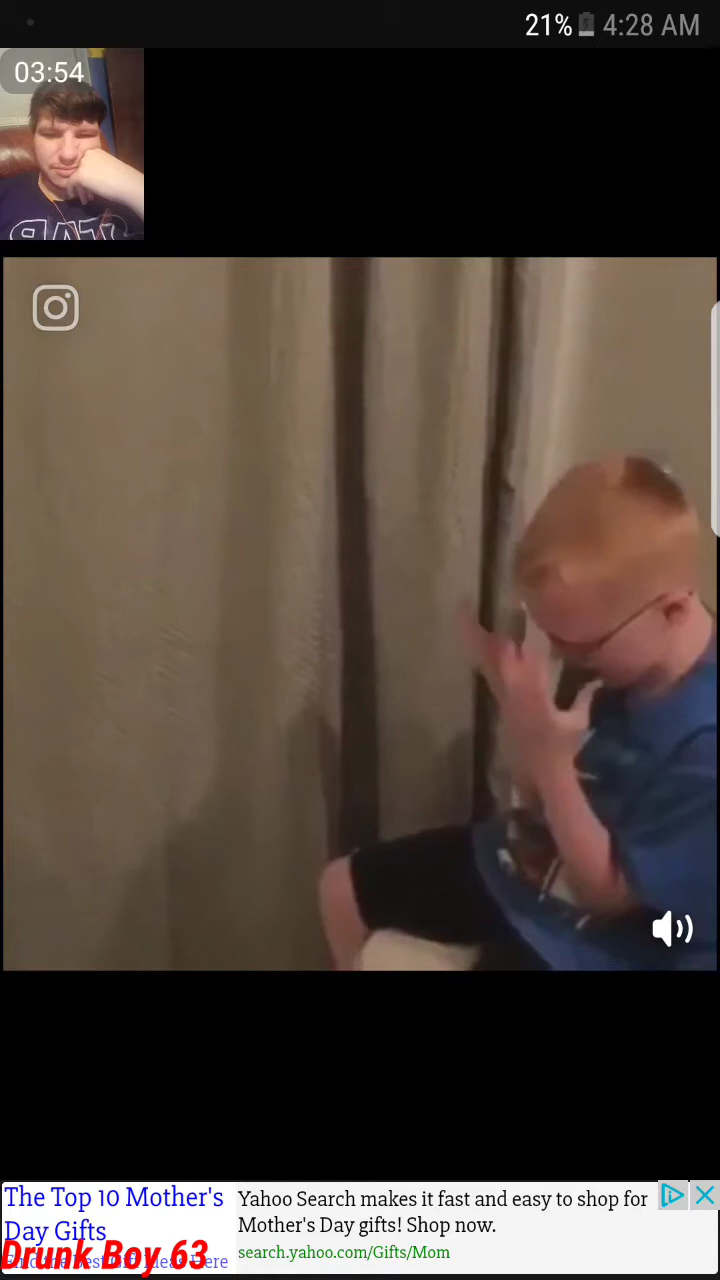 21% 4:28 AM
03:54
The Top 10 Mother's
Day Gifts
Yahoo Search makes it fast and easy to shop for
Mother's Day gifts! Shop now.
search.yahoo.com/Gifts/Mom
Drunk Boy 63
Here